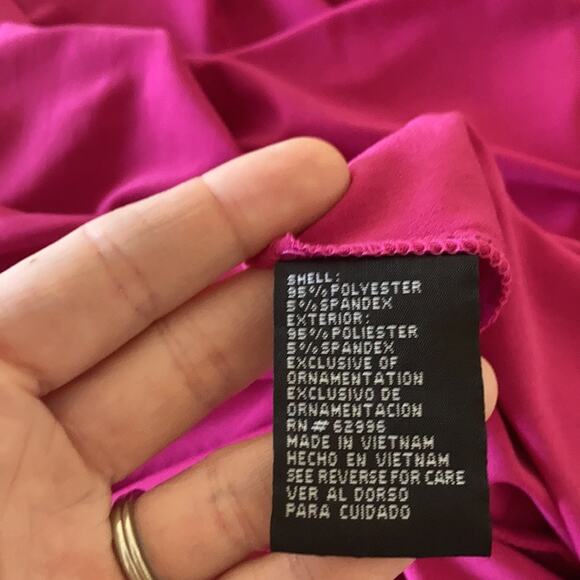 SHELL:
95% POLYESTER
5% SPANDEX
EXTERIOR:
95% POLIESTER
5% SPANDEX
EXCLUSIVE OF
ORNAMENTATION
EXCLUSIVO DE
ORNAMENTACION
RN # 62996
MADE IN VIETNAM
HECHO EN VIETNAM
SEE REVERSE FOR CARE
VER AL DORSO
PARA CUIDADO